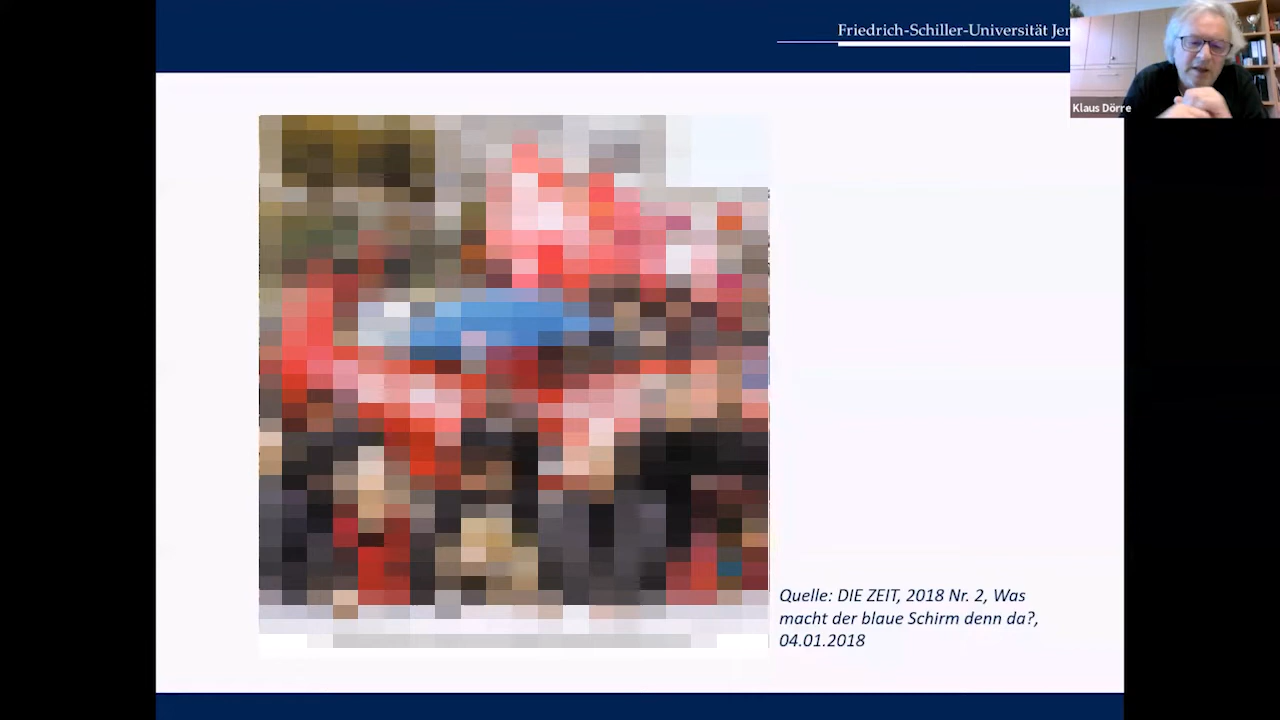 Friedrich-Schiller-Universität Jen
Klaus Dörre
Quelle: DIE ZEIT, 2018 Nr. 2, Was
macht der blaue Schirm denn da?,
04.01.2018